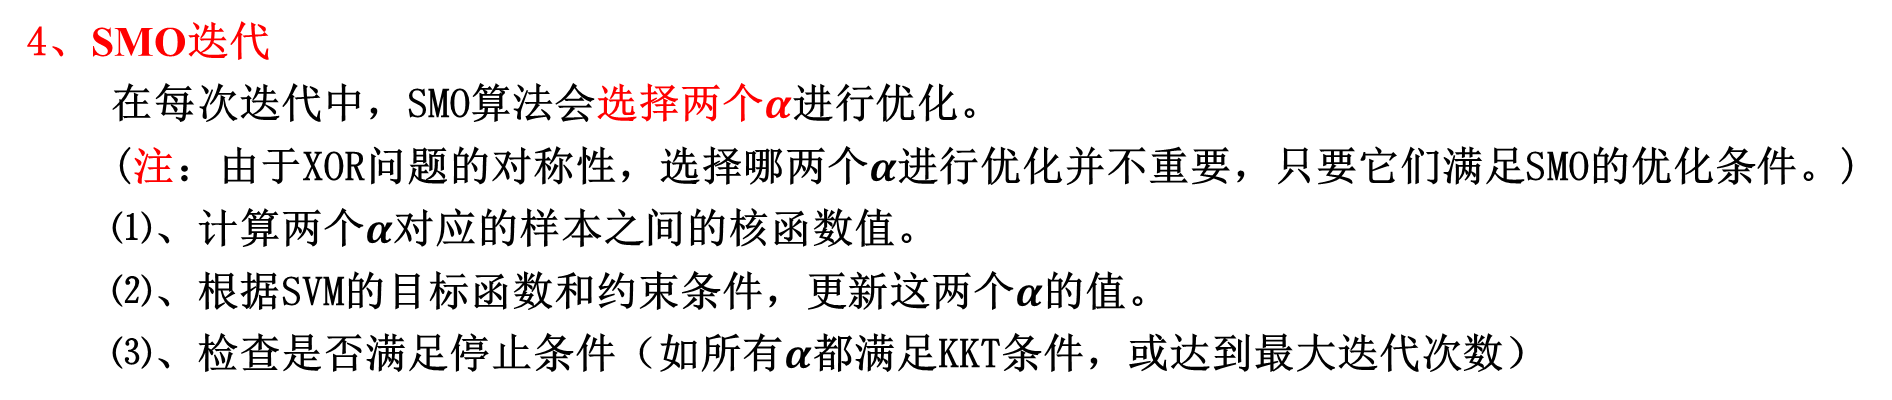 4、SMO迭代
在每次迭代中，SMO算法会选择两个α进行优化。
(注：由于XOR问题的对称性，选择哪两个α进行优化并不重要，只要它们满足SMO的优化条件。)
⑴、计算两个α对应的样本之间的核函数值。
⑵、根据SVM的目标函数和约束条件，更新这两个α的值。
⑶、检查是否满足停止条件（如所有α都满足KKT条件，或达到最大迭代次数）